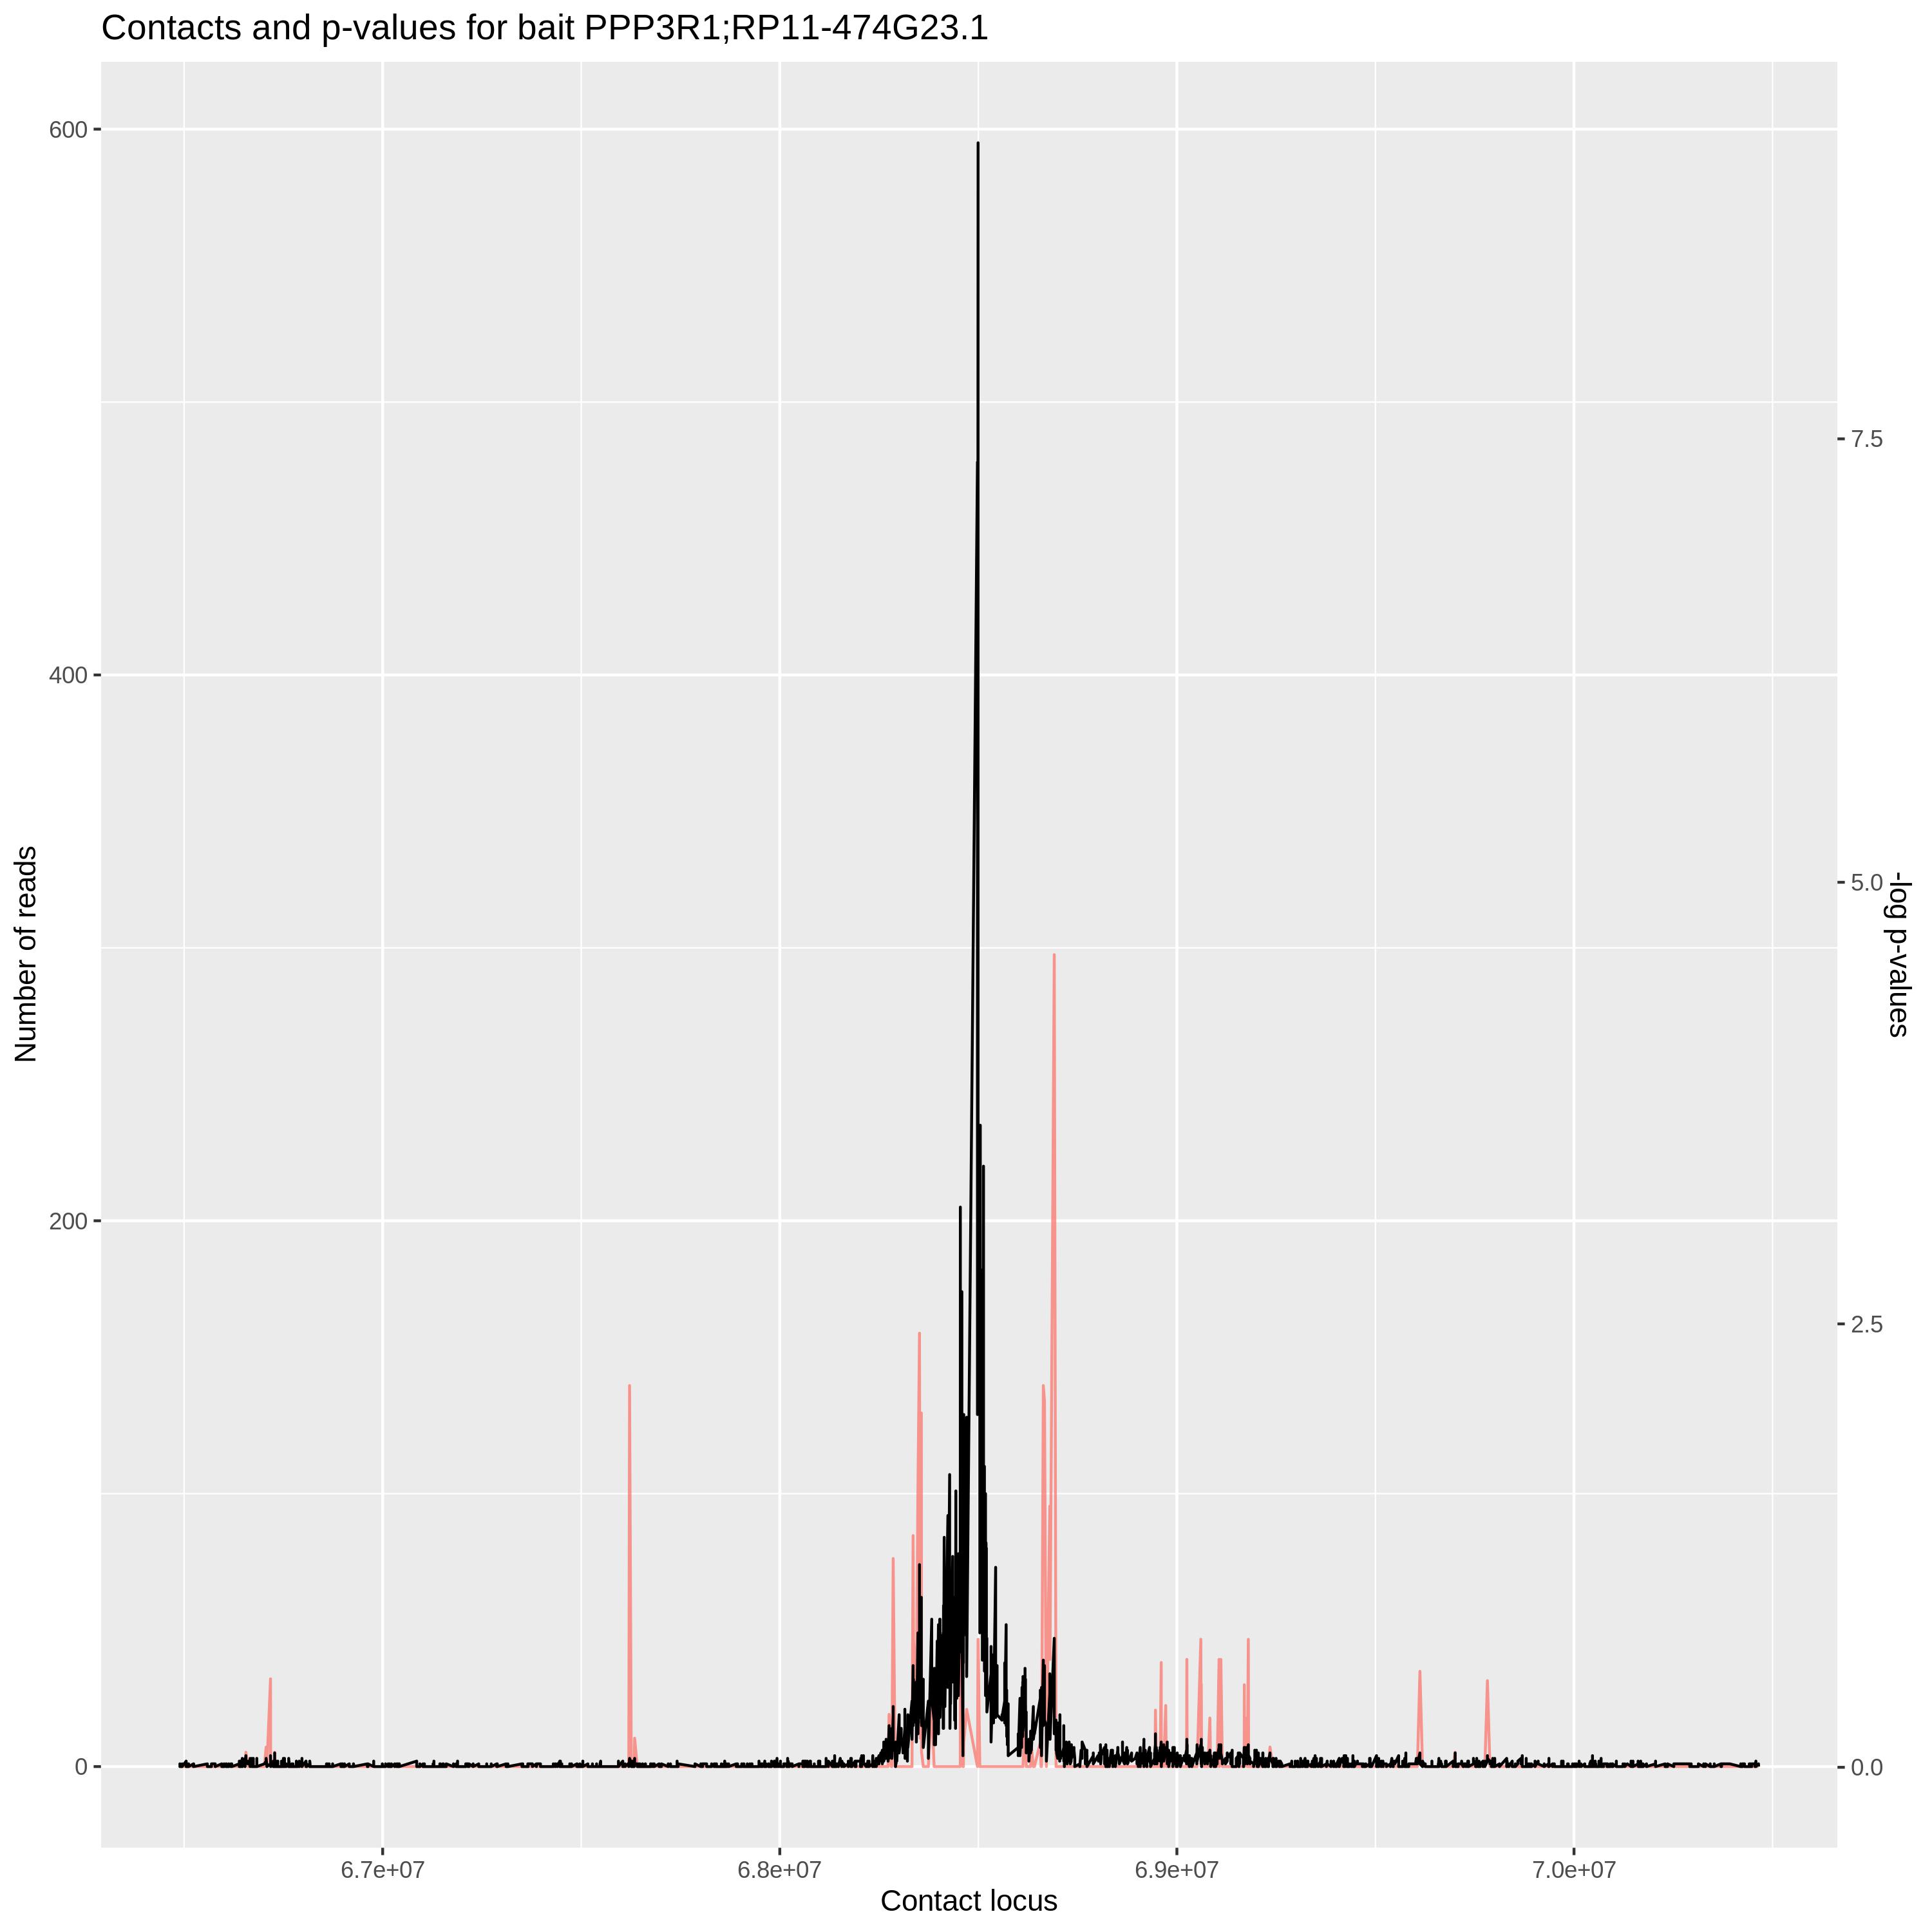 Contacts and p-values for bait PPP3R1;RP11-474G23.1
600
400
200
0
Number of reads
7.5
5.0
2.5
0.0
-log p-values
6.7e+07
6.8e+07
6.9e+07
7.0e+07
Contact locus